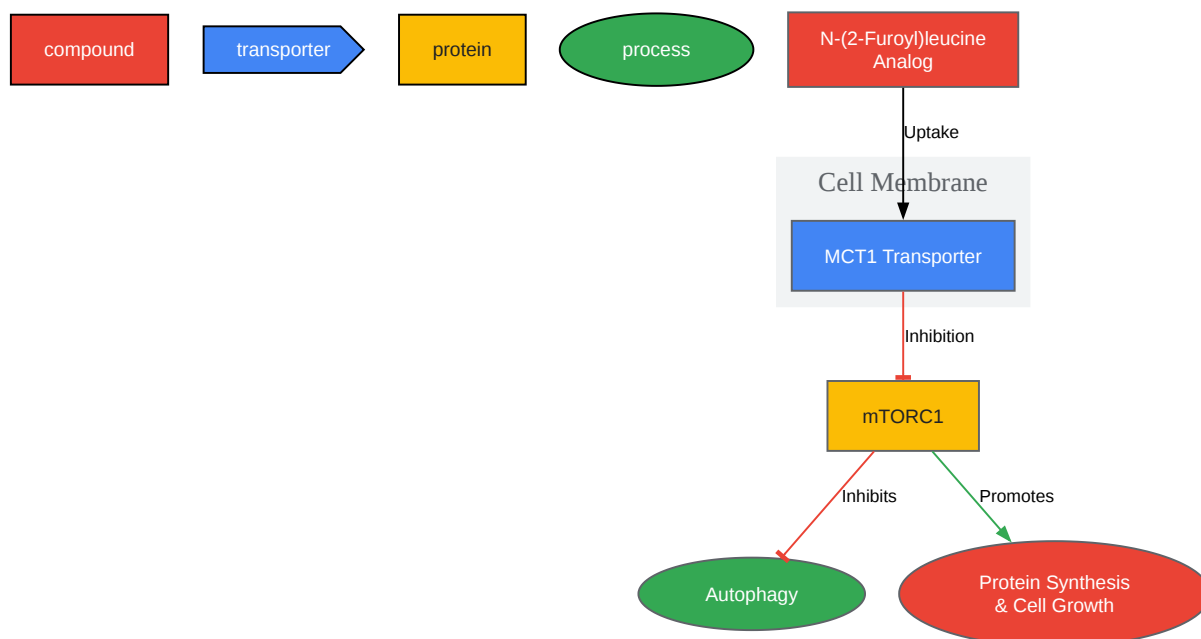 compound
transporter
protein
process
N-(2-Furoyl)leucine
Analog
Uptake
Cell Membrane
MCT1 Transporter
Inhibition
mTORC1
Inhibits
Promotes
Autophagy
Protein Synthesis
& Cell Growth